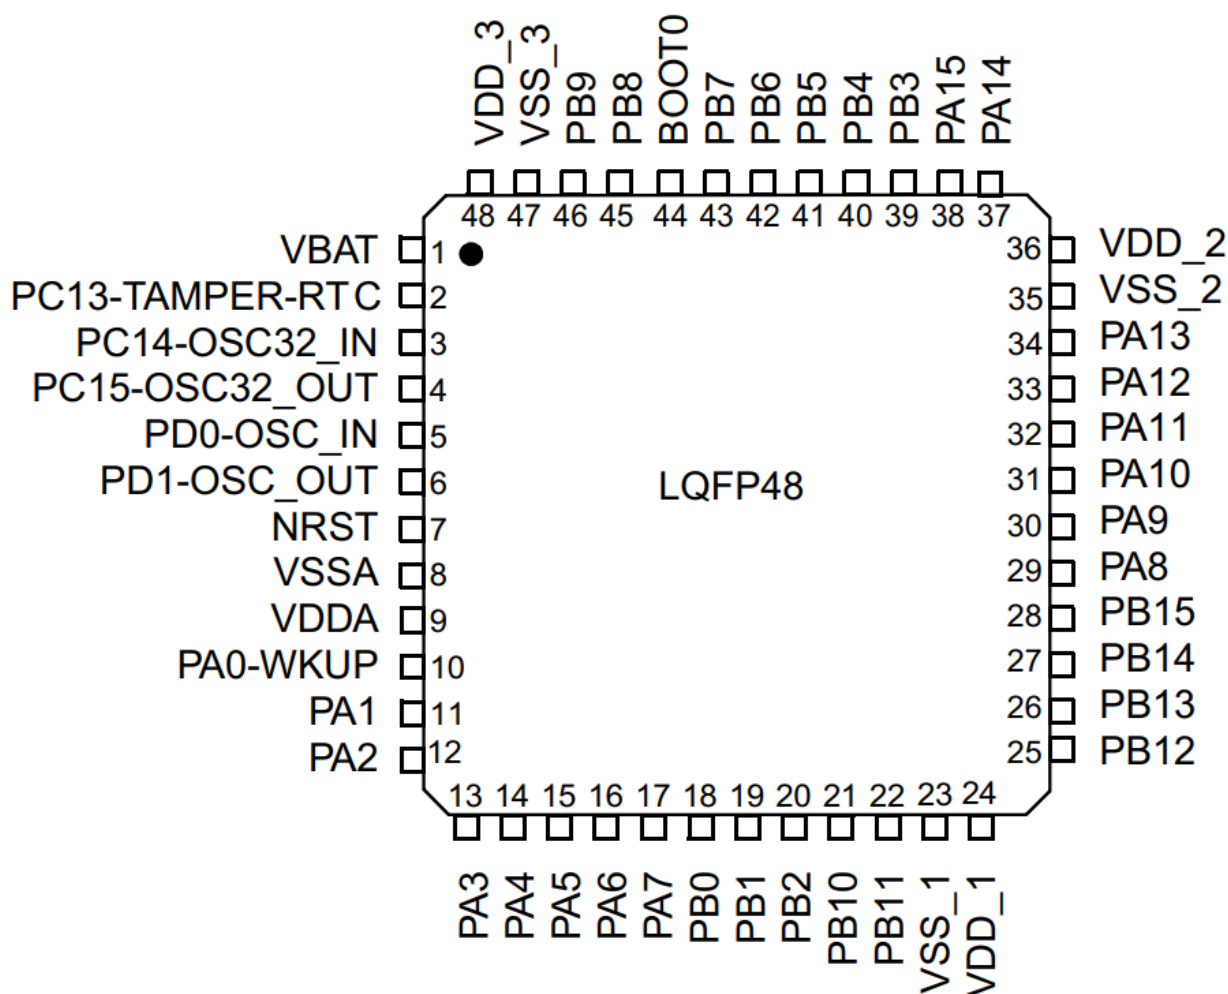 VDD_3
VSS_3
PB9
PB8
BOOT0
PB7
PB6
PB5
PB4
PB3
PA15
PA14
48 47 46 45 44 43 42 41 40 39 38 37
VBAT 1 36 VDD_2
PC13-TAMPER-RTC 2 35 VSS_2
PC14-OSC32_IN 3 34 PA13
PC15-OSC32_OUT 4 33 PA12
PD0-OSC_IN 5 32 PA11
PD1-OSC_OUT 6 LQFP48 31 PA10
NRST 7 30 PA9
VSSA 8 29 PA8
VDDA 9 28 PB15
PA0-WKUP 10 27 PB14
PA1 11 26 PB13
PA2 12 25 PB12
13 14 15 16 17 18 19 20 21 22 23 24
PA3
PA4
PA5
PA6
PA7
PB0
PB1
PB2
PB10
PB11
VSS_1
VDD_1